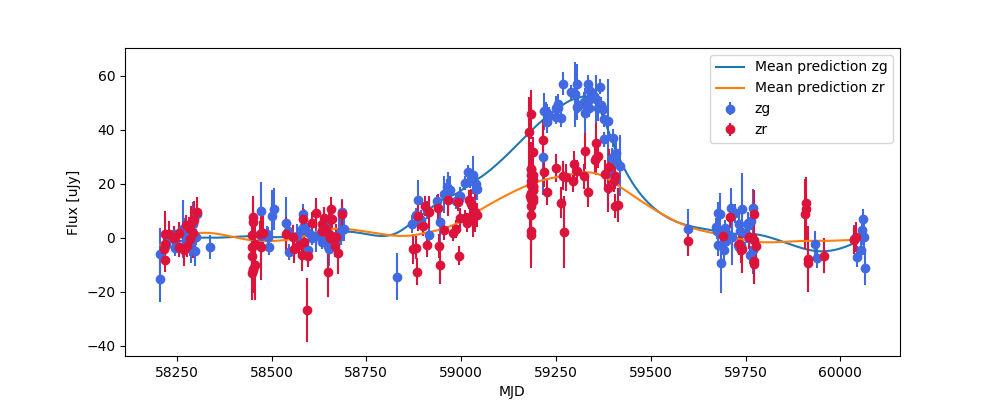 Flux [uJy]
60
40
20
0
−20
−40
58250
58500
58750
59000
59250
59500
59750
60000
MJD
Mean prediction zg
Mean prediction zr
zg
zr